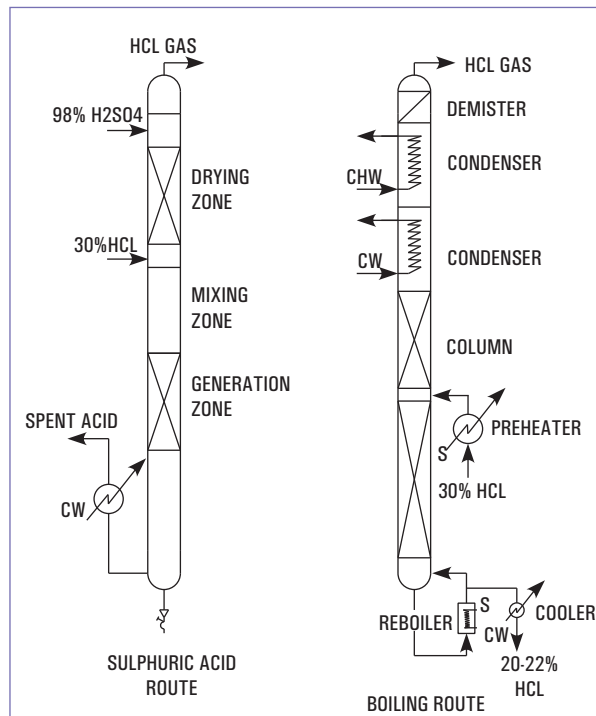 HCL GAS
98% H2S04
DRYING
ZONE
30%HCL
MIXING
ZONE
GENERATION
ZONE
SPENT ACID
CW
SULPHURIC ACID
ROUTE
HCL GAS
DEMISTER
CONDENSER
CHW
CONDENSER
CW
COLUMN
PREHEATER
S
30% HCL
REBOILER
S
COOLER
CW
20-22%
HCL
BOILING ROUTE